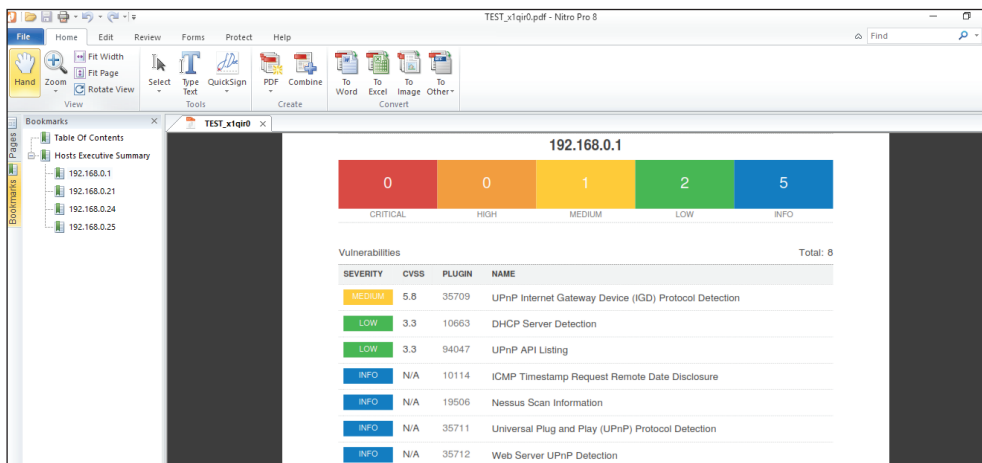 TEST_x1qir0.pdf - Nitro Pro 8
File Home Edit Review Forms Protect Help Find
Hand Zoom Fit Width Fit Page Rotate View Select Type Text QuickSign PDF Combine To Word To Excel To Image To Other
View Tools Create Convert
Pages
Bookmarks
Bookmarks
Table Of Contents
Hosts Executive Summary
192.168.0.1
192.168.0.21
192.168.0.24
192.168.0.25
TEST_x1qir0
192.168.0.1
0 0 1 2 5
CRITICAL HIGH MEDIUM LOW INFO
Vulnerabilities Total: 8
SEVERITY CVSS PLUGIN NAME
MEDIUM 5.8 35709 UPnP Internet Gateway Device (IGD) Protocol Detection
LOW 3.3 10663 DHCP Server Detection
LOW 3.3 94047 UPnP API Listing
INFO N/A 10114 ICMP Timestamp Request Remote Date Disclosure
INFO N/A 19506 Nessus Scan Information
INFO N/A 35711 Universal Plug and Play (UPnP) Protocol Detection
INFO N/A 35712 Web Server UPnP Detection